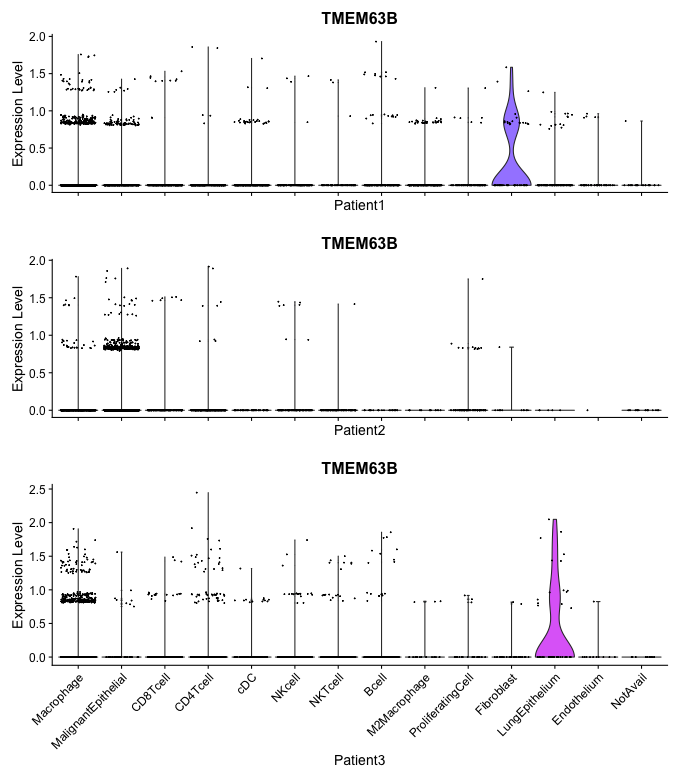 TMEM63B
Expression Level
2.0
1.5
1.0
0.5
0.0
Patient1
TMEM63B
Expression Level
2.0
1.5
1.0
0.5
0.0
Patient2
TMEM63B
Expression Level
2.5
2.0
1.5
1.0
0.5
0.0
Macrophage
MalignantEpithelial
CD8Tcell
CD4Tcell
cDC
NKcell
NKTcell
Bcell
M2Macrophage
ProliferatingCell
Fibroblast
LungEpithelium
Endothelium
NotAvail
Patient3